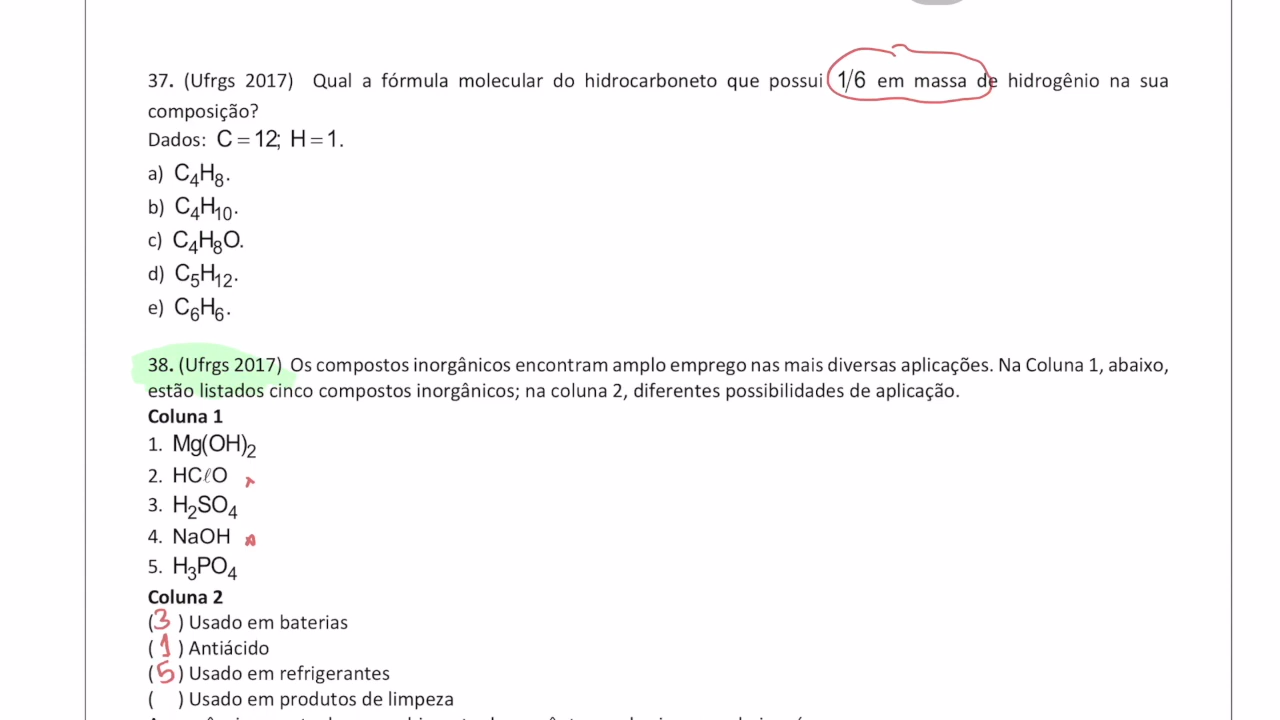 37. (Ufrgs 2017) Qual a fórmula molecular do hidrocarboneto que possui 1/6 em massa de hidrogênio na sua
composição?
Dados: C = 12; H = 1.
a) C₄H₈.
b) C₄H₁₀.
c) C₄H₈O.
d) C₅H₁₂.
e) C₆H₆.
38. (Ufrgs 2017) Os compostos inorgânicos encontram amplo emprego nas mais diversas aplicações. Na Coluna 1, abaixo,
estão listados cinco compostos inorgânicos; na coluna 2, diferentes possibilidades de aplicação.
Coluna 1
1. Mg(OH)₂
2. HCℓO
3. H₂SO₄
4. NaOH
5. H₃PO₄
Coluna 2
(3) Usado em baterias
(1) Antiácido
(5) Usado em refrigerantes
( ) Usado em produtos de limpeza